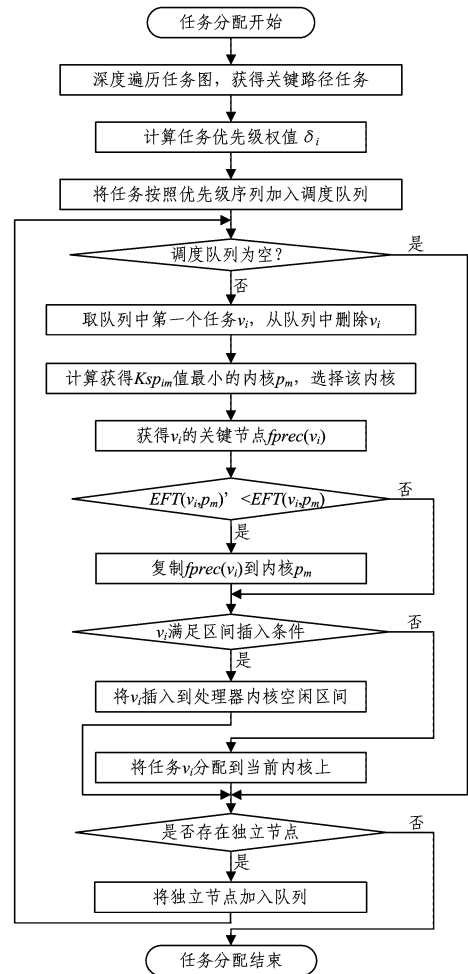 任务分配开始
深度遍历任务图，获得关键路径任务
计算任务优先级权值δi
将任务按照优先级序列加入调度队列
调度队列为空？
是
否
取队列中第一个任务vi，从队列中删除vi
计算获得Kspim值最小的内核pm，选择该内核
获得vi的关键节点fprec(vi)
EFT(vi,pm)’ <EFT(vi,pm)
否
是
复制fprec(vi)到内核pm
vi满足区间插入条件
否
是
将vi插入到处理器内核空闲区间
将任务vi分配到当前内核上
是否存在独立节点
否
是
将独立节点加入队列
任务分配结束